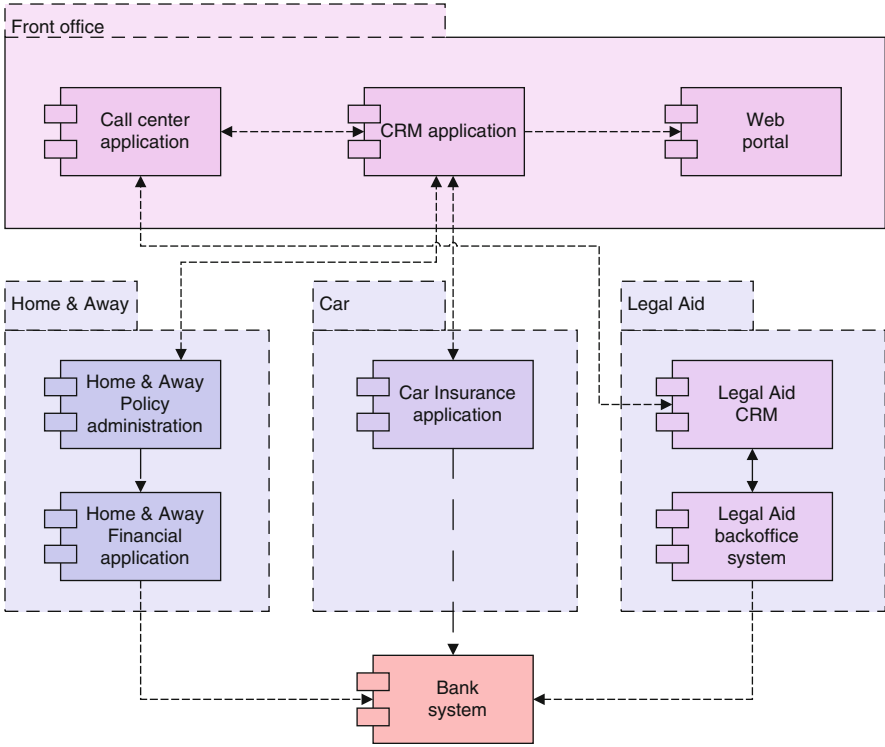 Front office
Call center
application
CRM application
Web
portal
Home & Away
Car
Legal Aid
Home & Away
Policy
administration
Car Insurance
application
Legal Aid
CRM
Home & Away
Financial
application
Legal Aid
backoffice
system
Bank
system